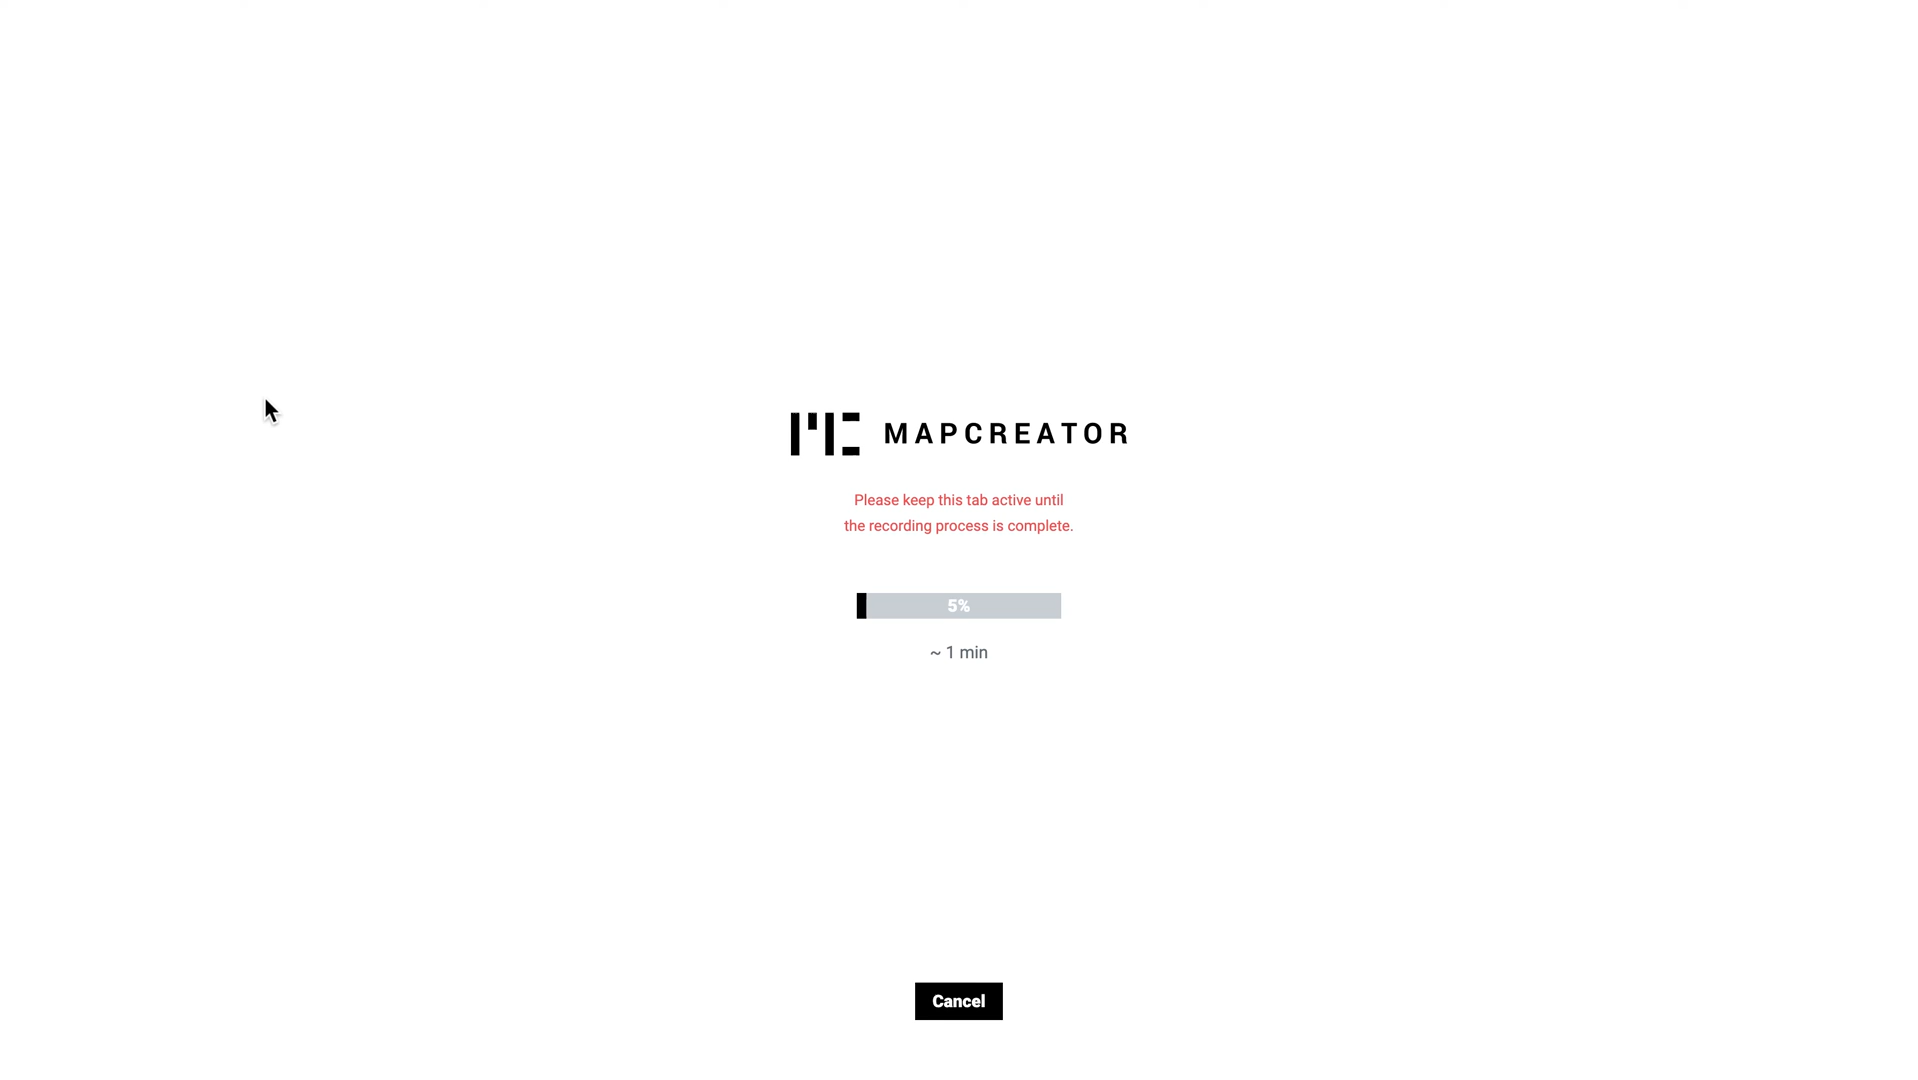 MAPCREATOR
Please keep this tab active until
the recording process is complete.
5%
~ 1 min
Cancel